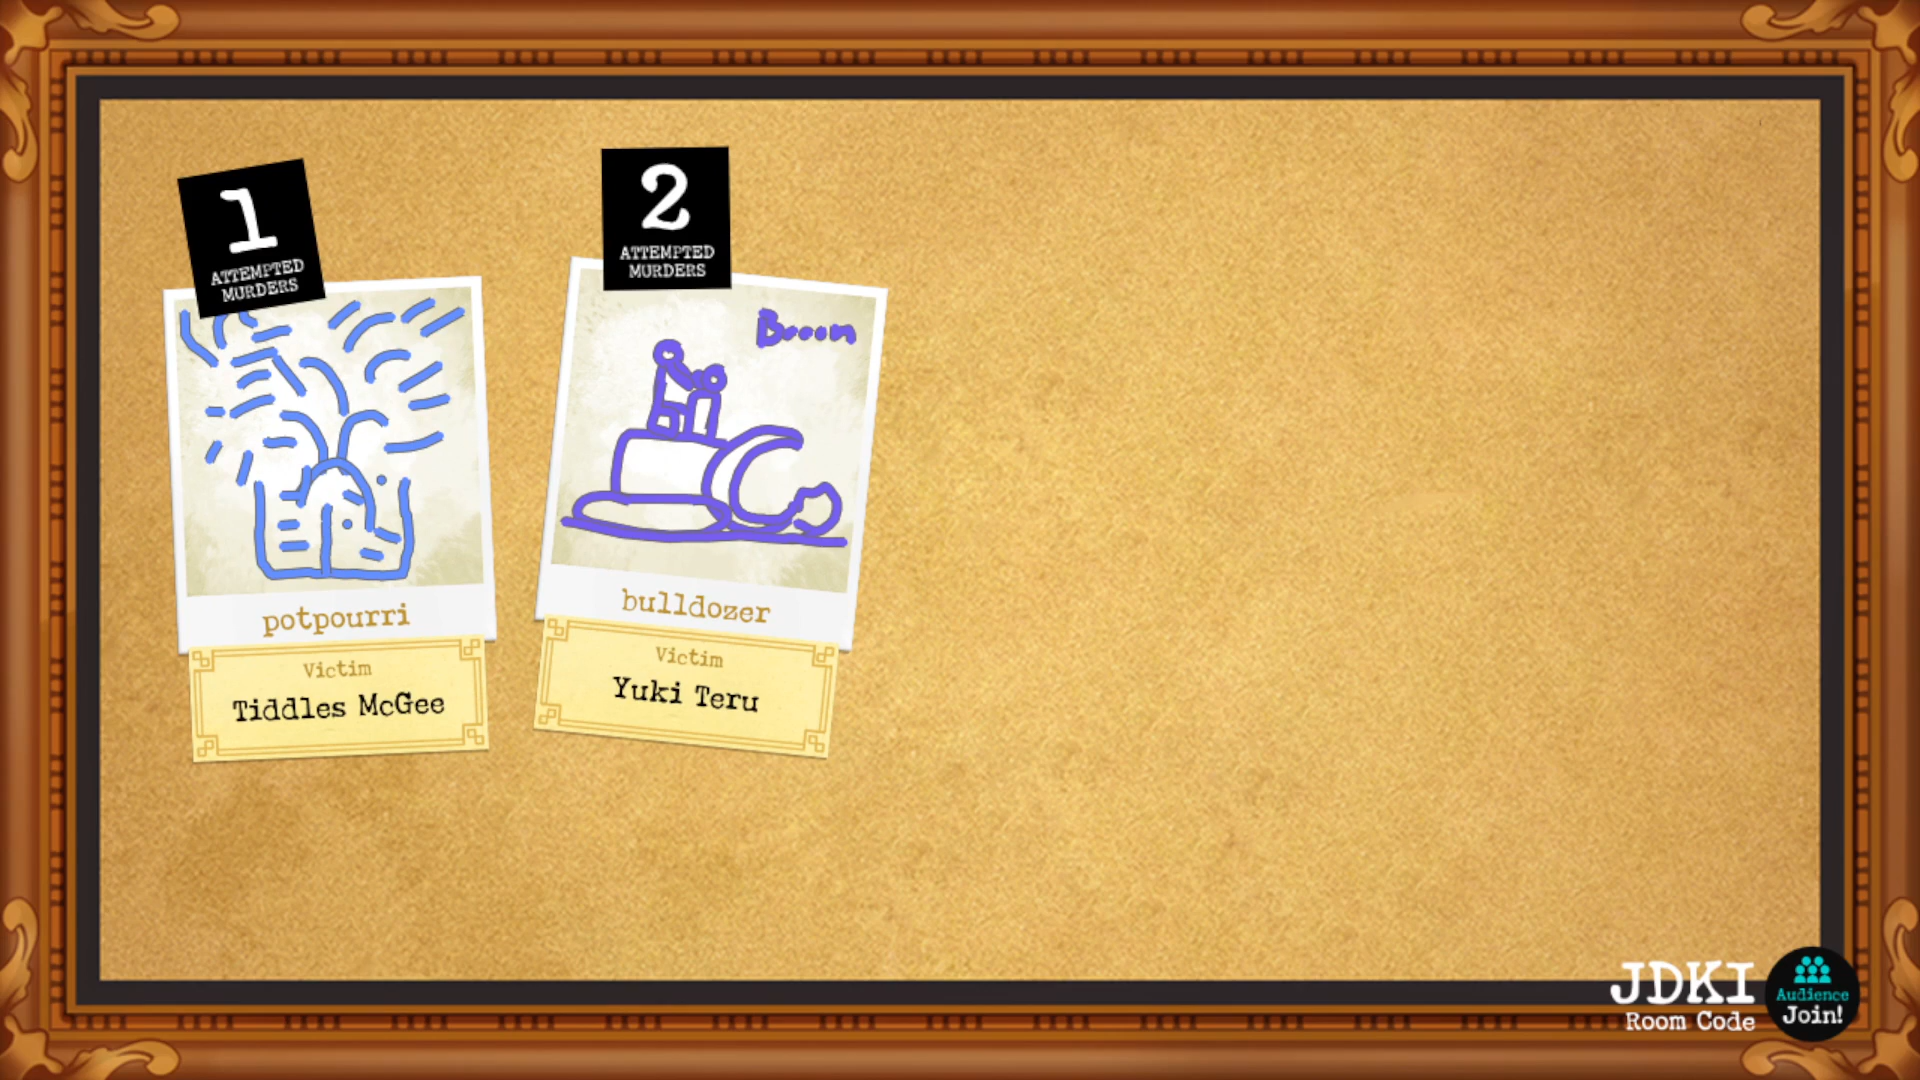 1
ATTEMPTED
MURDERS
potpourri
Victim
Tiddles McGee
2
ATTEMPTED
MURDERS
Booom
bulldozer
Victim
Yuki Teru
JDKI
Room Code
Audience
Join!